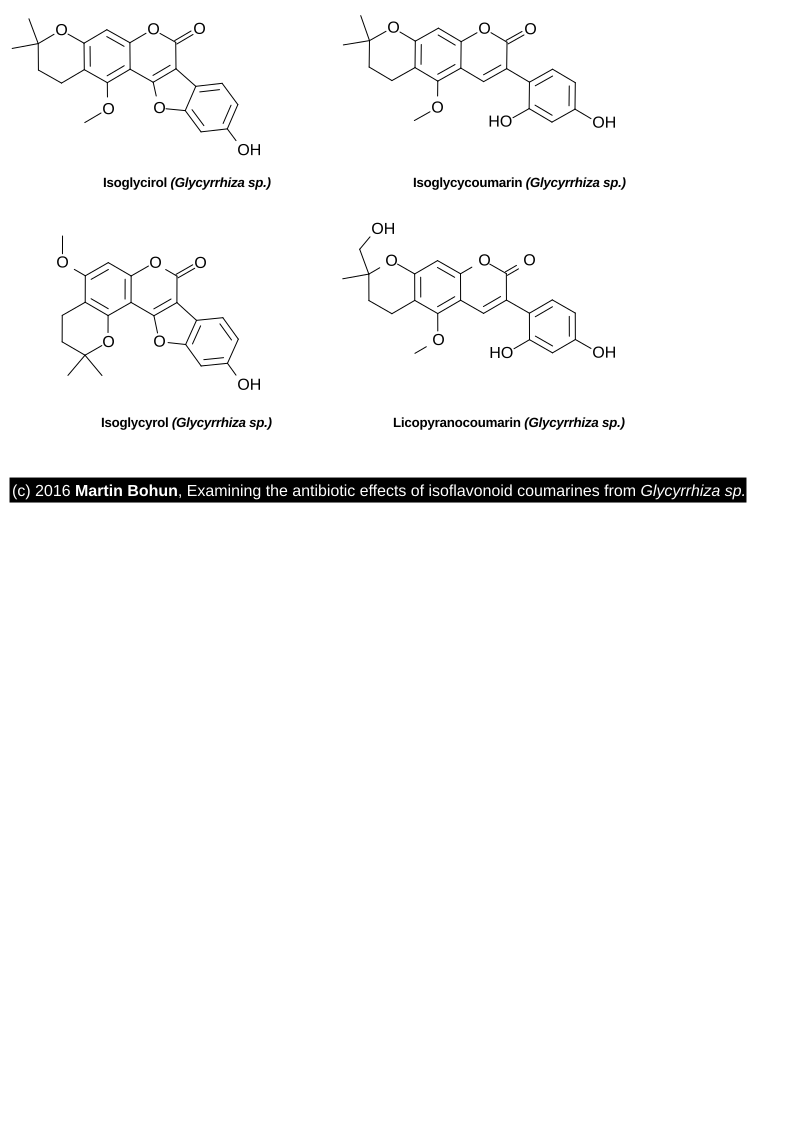 O O O
O
O
OH
Isoglycirol (Glycyrrhiza sp.)
O O O
O
HO OH
Isoglycycoumarin (Glycyrrhiza sp.)
O O O
O O
OH
Isoglycyrol (Glycyrrhiza sp.)
OH
O O O
O
HO OH
Licopyranocoumarin (Glycyrrhiza sp.)
(c) 2016 Martin Bohun, Examining the antibiotic effects of isoflavonoid coumarines from Glycyrrhiza sp.